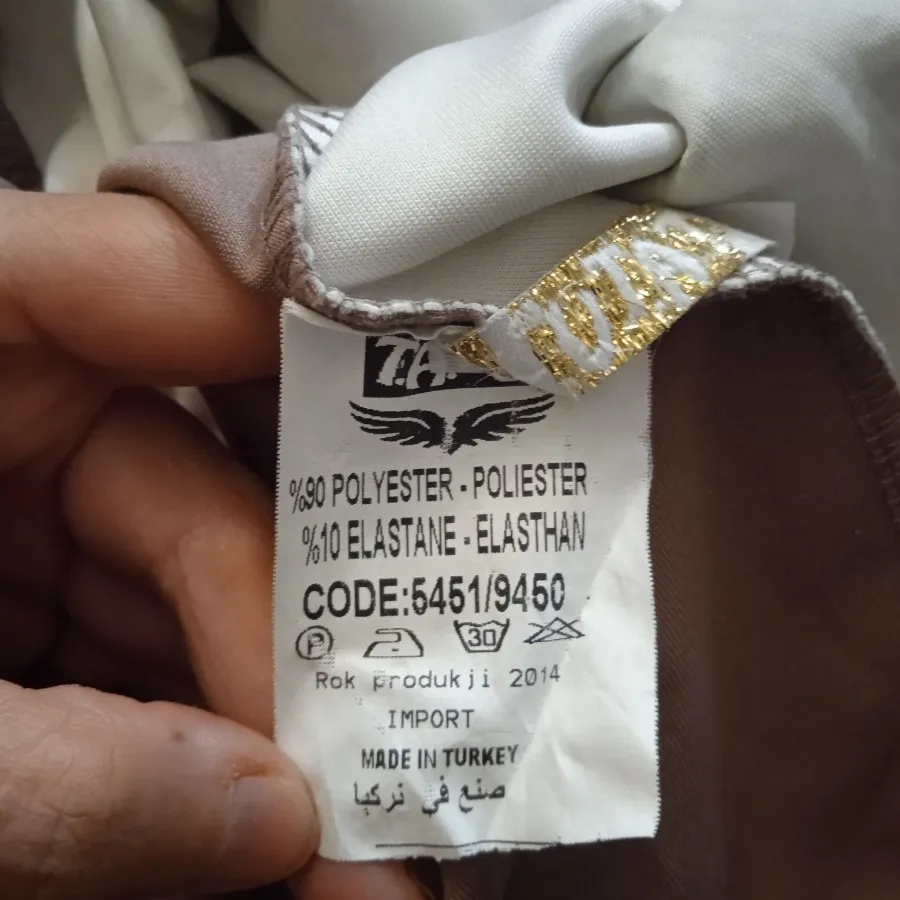 %90 POLYESTER - POLIESTER
%10 ELASTANE - ELASTHAN
CODE:5451/9450
P
30
Rok produkji 2014
IMPORT
MADE IN TURKEY
صنع في تركيا